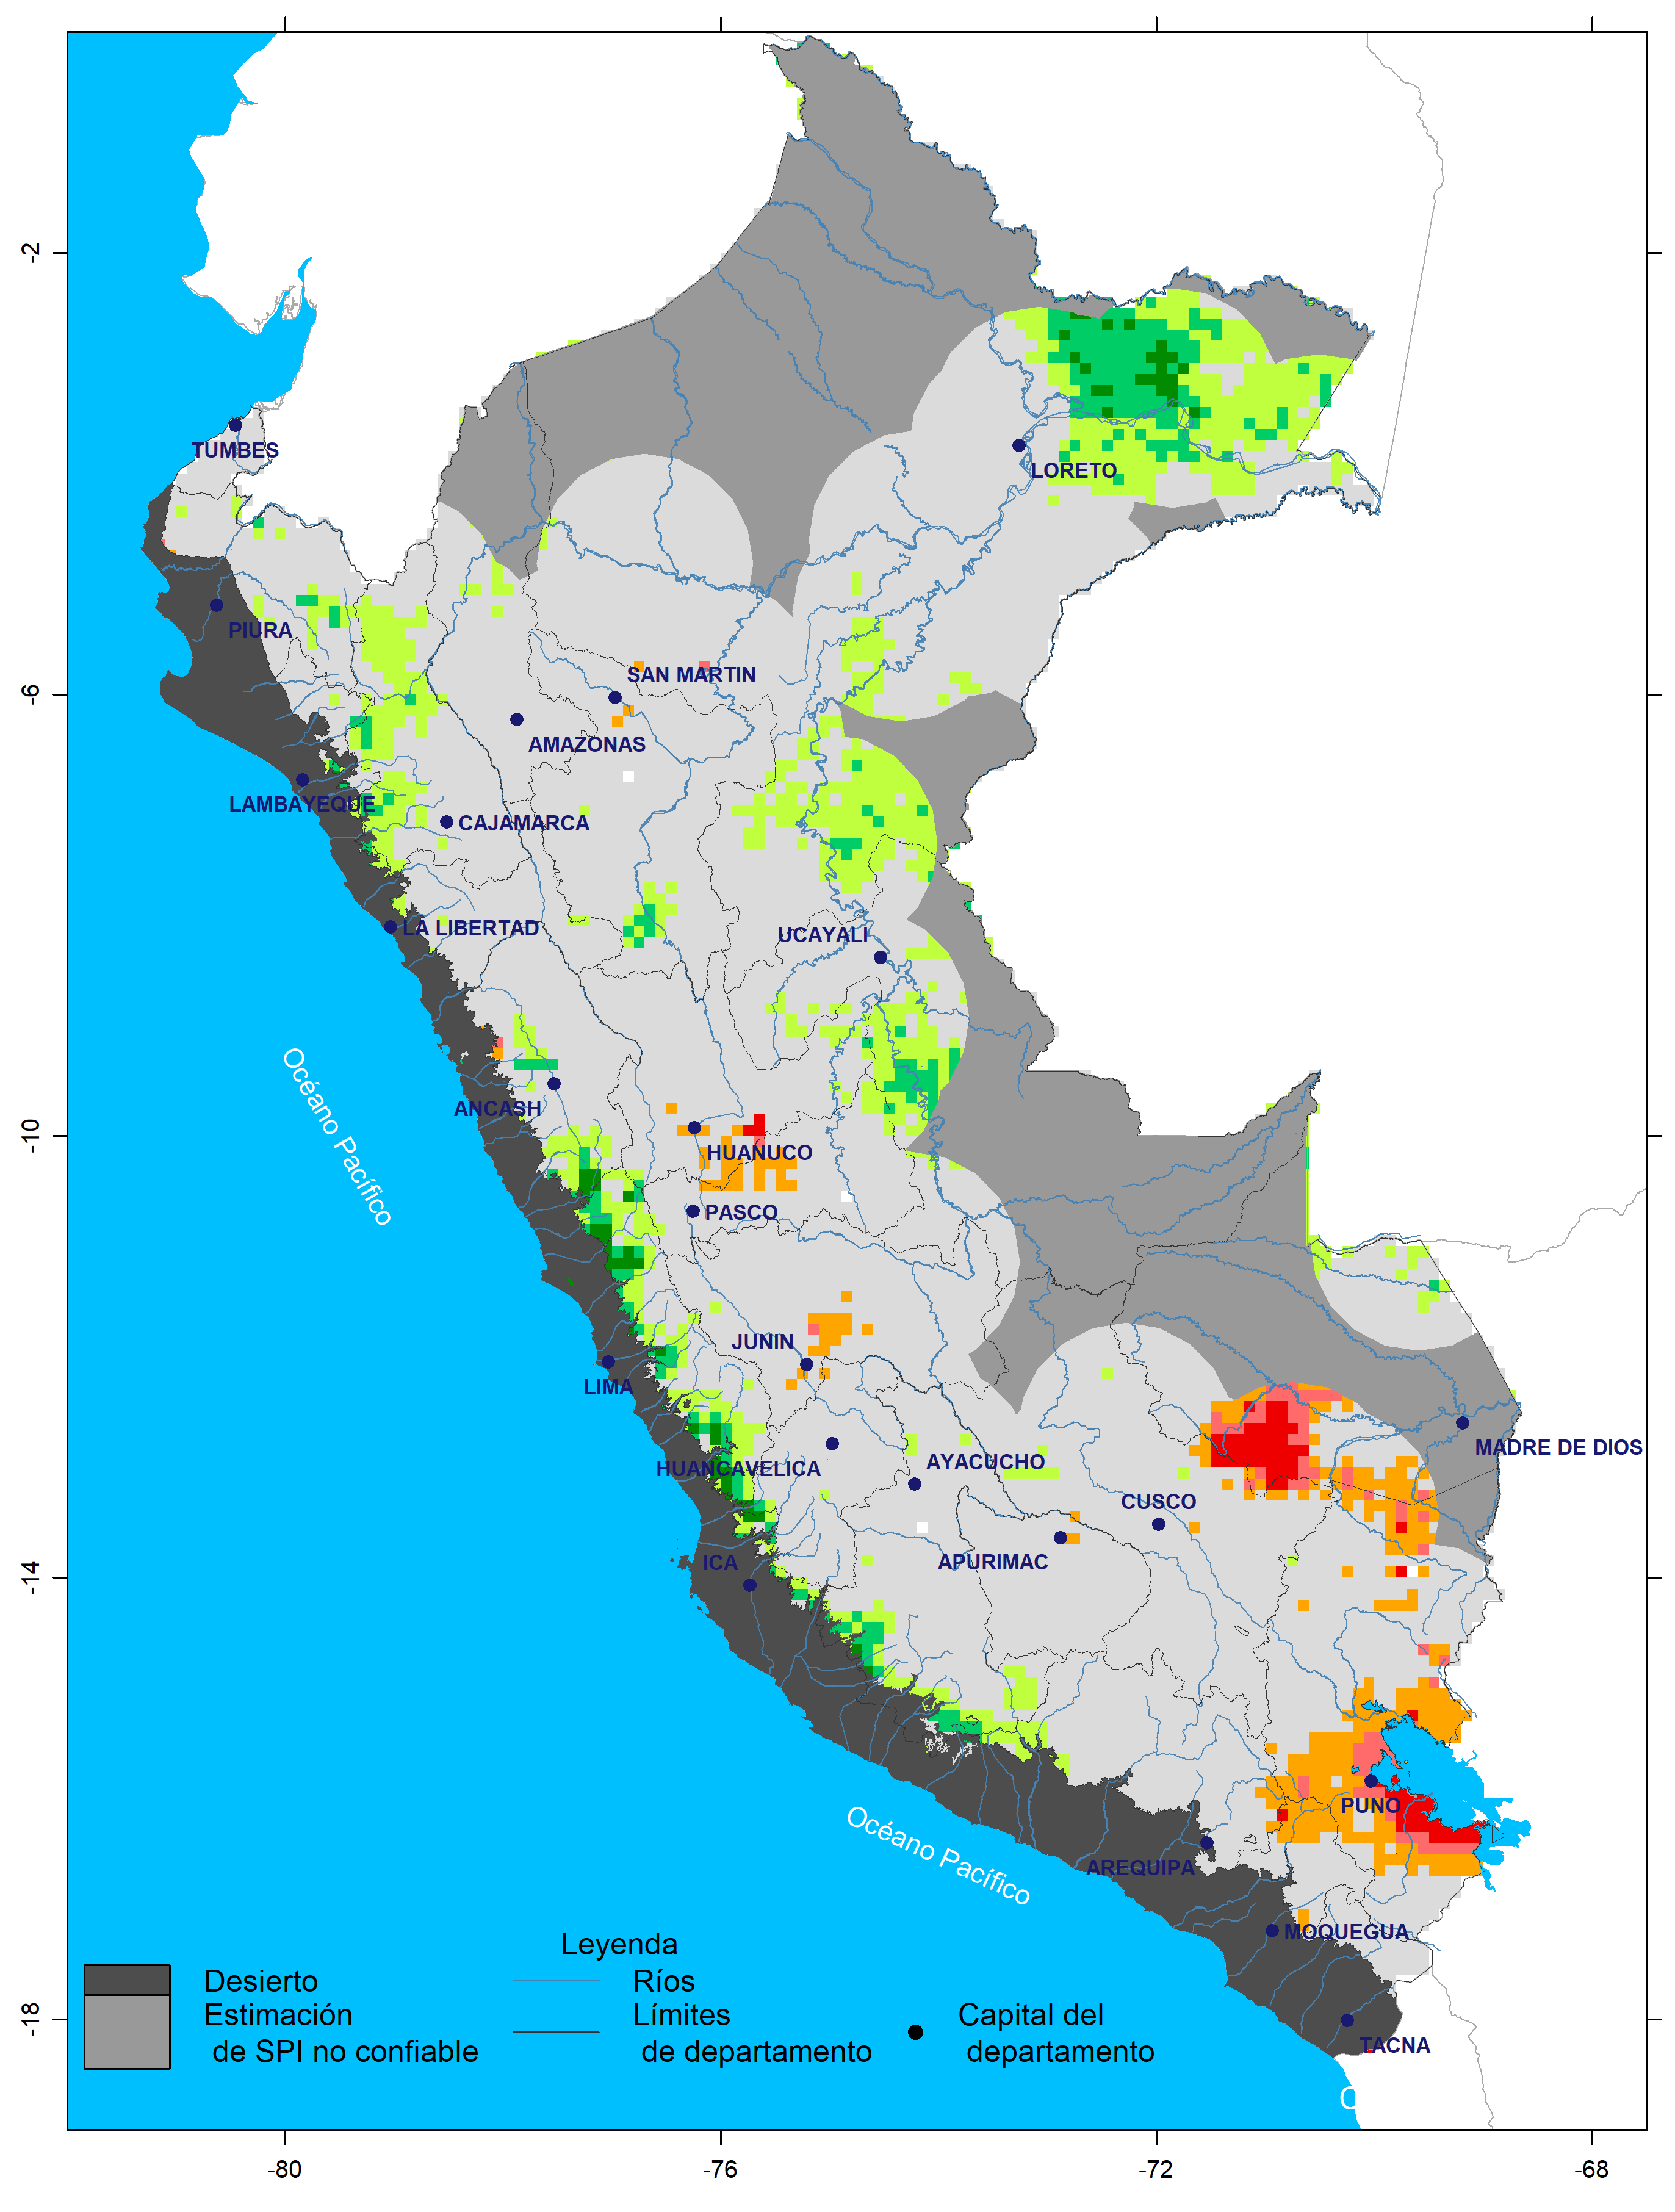 -2
-6
-10
-14
-18
-80
-76
-72
-68
TUMBES
LORETO
PIURA
SAN MARTIN
AMAZONAS
LAMBAYEQUE
CAJAMARCA
LA LIBERTAD
UCAYALI
ANCASH
HUANUCO
PASCO
JUNIN
LIMA
MADRE DE DIOS
HUANCAVELICA
AYACUCHO
CUSCO
ICA
APURIMAC
PUNO
AREQUIPA
MOQUEGUA
TACNA
Océano Pacífico
Océano Pacífico
O
Leyenda
Desierto
Estimación
de SPI no confiable
Ríos
Límites
de departamento
Capital del
departamento